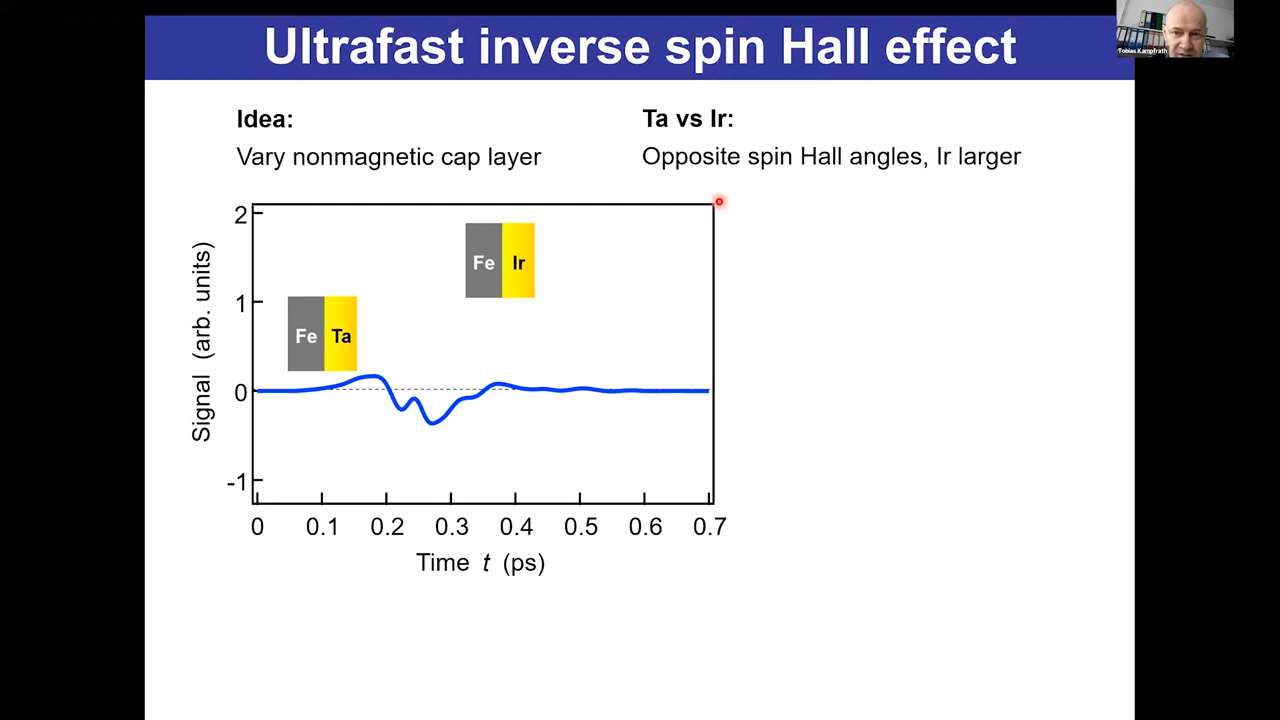 Ultrafast inverse spin Hall effect
Tobias Kampfrath
Idea:
Vary nonmagnetic cap layer
Ta vs Ir:
Opposite spin Hall angles, Ir larger
Signal (arb. units)
2
1
0
-1
Fe Ir
Fe Ta
0 0.1 0.2 0.3 0.4 0.5 0.6 0.7
Time t (ps)